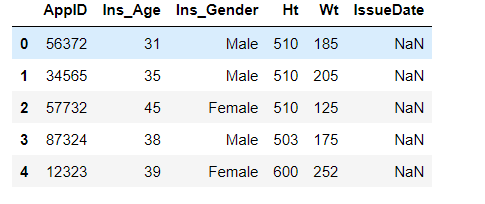 AppID Ins_Age Ins_Gender Ht Wt IssueDate
0 56372 31 Male 510 185 NaN
1 34565 35 Male 510 205 NaN
2 57732 45 Female 510 125 NaN
3 87324 38 Male 503 175 NaN
4 12323 39 Female 600 252 NaN